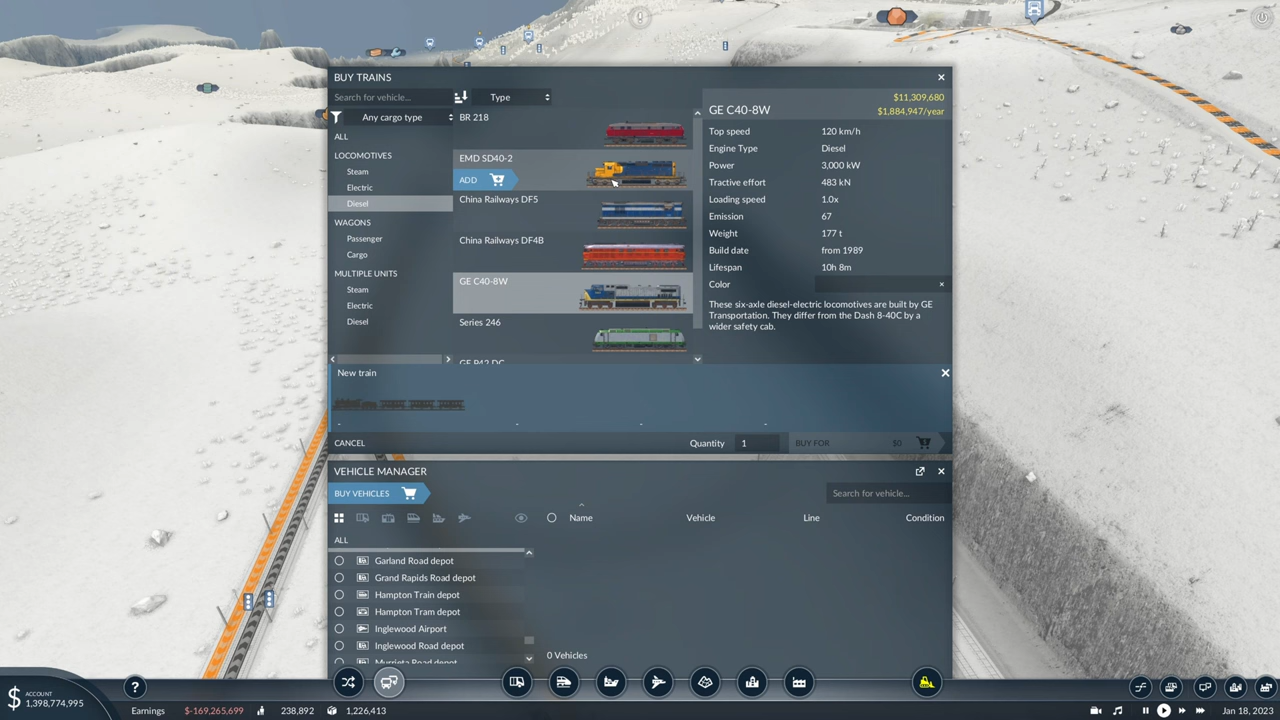 BUY TRAINS
Search for vehicle...
Type
Any cargo type
ALL
LOCOMOTIVES
Steam
Electric
Diesel
WAGONS
Passenger
Cargo
MULTIPLE UNITS
Steam
Electric
Diesel
BR 218
EMD SD40-2
ADD
China Railways DF5
China Railways DF4B
GE C40-8W
Series 246
GE P42 DC
$11,309,680
GE C40-8W
$1,884,947/year
Top speed 120 km/h
Engine Type Diesel
Power 3,000 kW
Tractive effort 483 kN
Loading speed 1.0x
Emission 67
Weight 177 t
Build date from 1989
Lifespan 10h 8m
Color
These six-axle diesel-electric locomotives are built by GE
Transportation. They differ from the Dash 8-40C by a
wider safety cab.
New train
- - - -
CANCEL
Quantity 1
BUY FOR $0
VEHICLE MANAGER
BUY VEHICLES
Search for vehicle...
Name Vehicle Line Condition
ALL
Garland Road depot
Grand Rapids Road depot
Hampton Train depot
Hampton Tram depot
Inglewood Airport
Inglewood Road depot
Murrieta Road depot
0 Vehicles
$ ACCOUNT
1,398,774,995
?
Earnings $-169,265,699 238,892 1,226,413
Jan 18, 2023